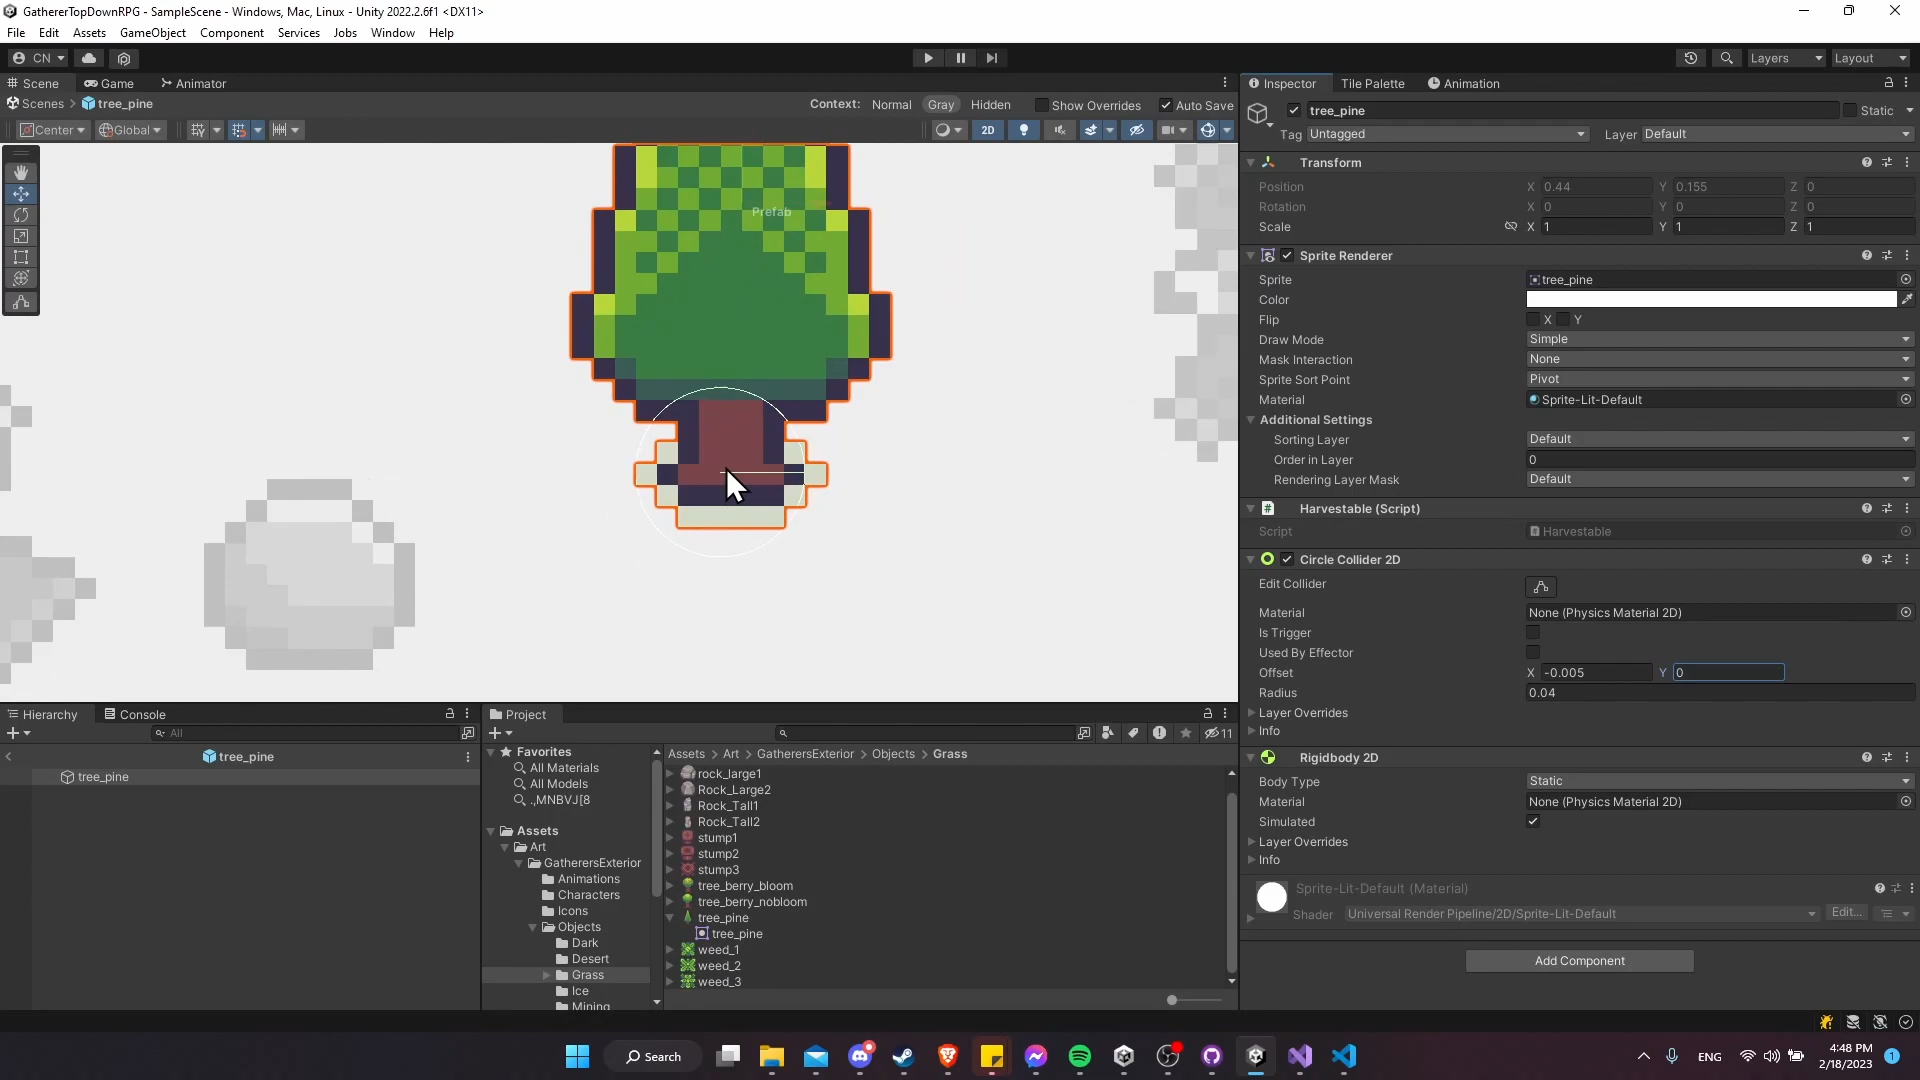 GathererTopDownRPG - SampleScene - Windows, Mac, Linux - Unity 2022.2.6f1 <DX11>
File Edit Assets GameObject Component Services Jobs Window Help
CN Layers Layout
Scene Game Animator
Scenes > tree_pine Context: Normal Gray Hidden Show Overrides Auto Save
Center Global 2D
Prefab
Inspector Tile Palette Animation
tree_pine Static
Tag Untagged Layer Default
Transform
Position X 0.44 Y 0.155 Z 0
Rotation X 0 Y 0 Z 0
Scale X 1 Y 1 Z 1
Sprite Renderer
Sprite tree_pine
Color
Flip X Y
Draw Mode Simple
Mask Interaction None
Sprite Sort Point Pivot
Material Sprite-Lit-Default
Additional Settings
Sorting Layer Default
Order in Layer 0
Rendering Layer Mask Default
Harvestable (Script)
Script Harvestable
Circle Collider 2D
Edit Collider
Material None (Physics Material 2D)
Is Trigger
Used By Effector
Offset X -0.005 Y 0
Radius 0.04
Layer Overrides
Info
Rigidbody 2D
Body Type Static
Material None (Physics Material 2D)
Simulated
Layer Overrides
Info
Sprite-Lit-Default (Material)
Shader Universal Render Pipeline/2D/Sprite-Lit-Default Edit...
Add Component
Hierarchy Console
All
tree_pine
tree_pine
Project
11
Favorites
All Materials
All Models
.,MNBVJ[8
Assets
Art
GatherersExterior
Animations
Characters
Icons
Objects
Dark
Desert
Grass
Ice
Mining
Assets > Art > GatherersExterior > Objects > Grass
rock_large1
Rock_Large2
Rock_Tall1
Rock_Tall2
stump1
stump2
stump3
tree_berry_bloom
tree_berry_nobloom
tree_pine
tree_pine
weed_1
weed_2
weed_3
Search
ENG
4:48 PM
2/18/2023
1